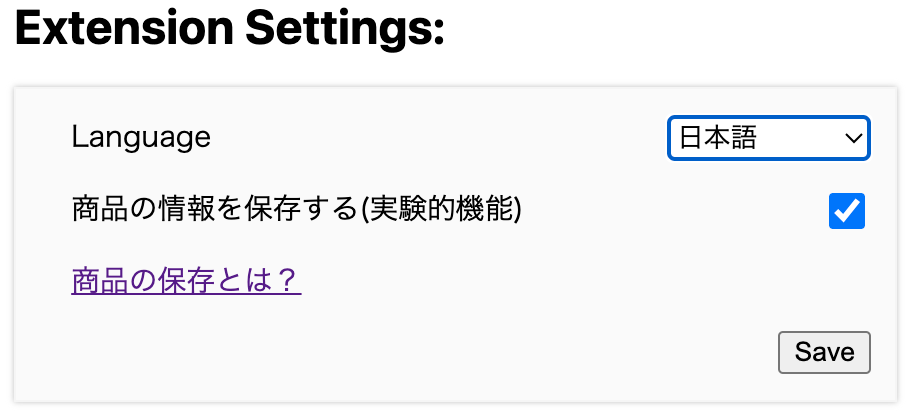 Extension Settings:
Language
日本語
商品の情報を保存する(実験的機能)
商品の保存とは？
Save